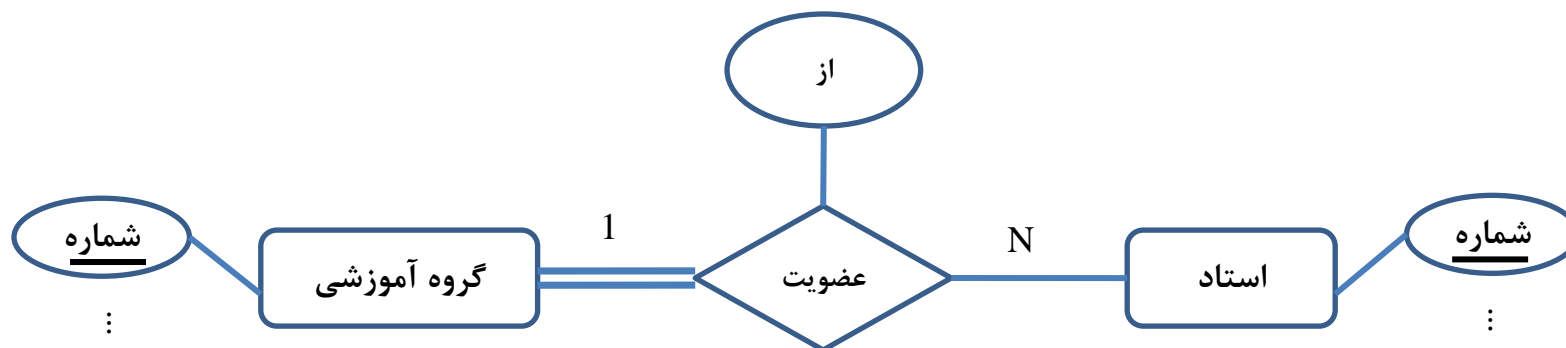 از
شماره
استاد
N
عضویت
1
گروه آموزشی
شماره
⋮
⋮